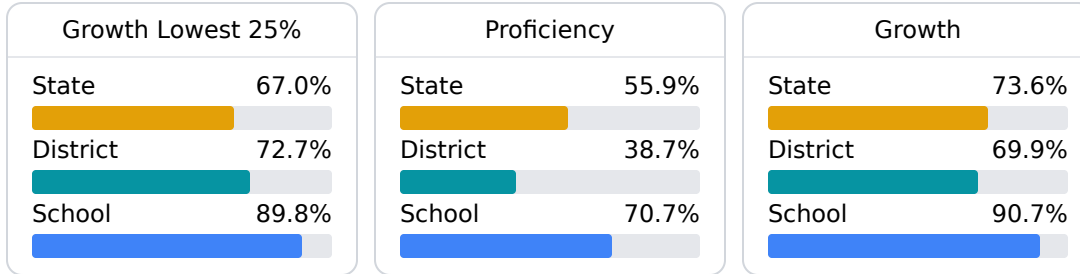 Growth Lowest 25%
State 67.0%
District 72.7%
School 89.8%
Proficiency
State 55.9%
District 38.7%
School 70.7%
Growth
State 73.6%
District 69.9%
School 90.7%